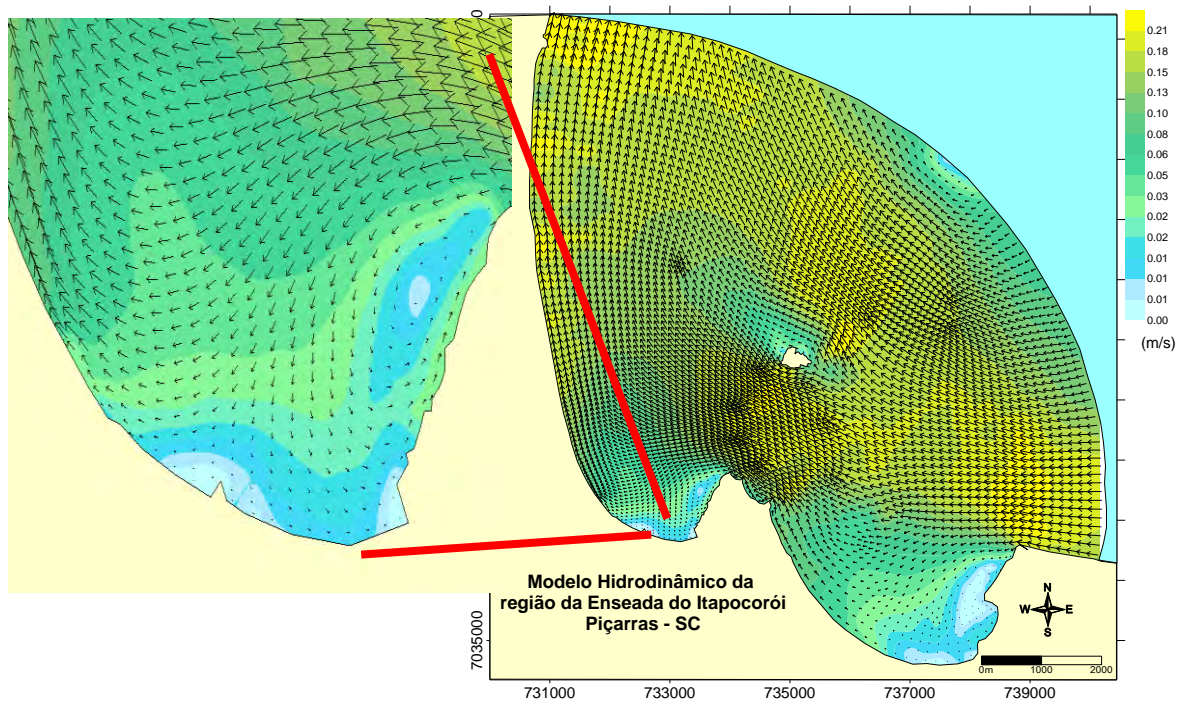 0
0.21
0.18
0.15
0.13
0.10
0.08
0.06
0.05
0.03
0.02
0.02
0.01
0.01
0.00
(m/s)
Modelo Hidrodinâmico da
região da Enseada do Itapocorói
Piçarras - SC
N
W E
S
0m 1000 2000
7035000
731000 733000 735000 737000 739000